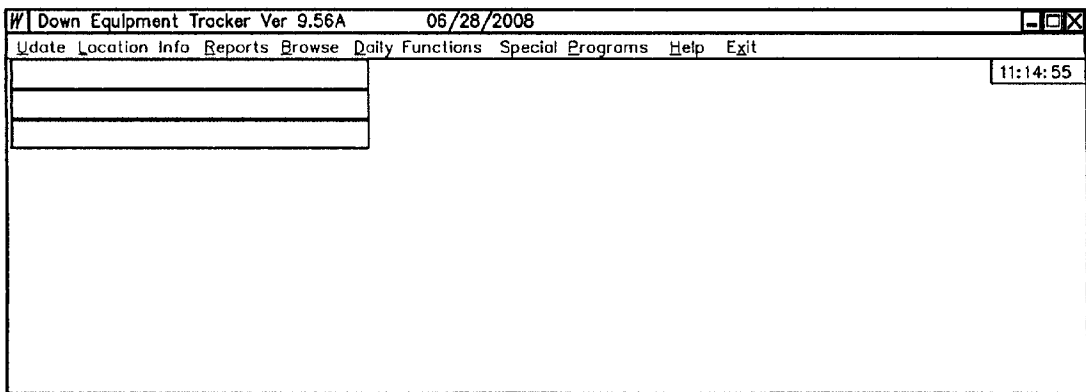 W Down Equipment Tracker Ver 9.56A 06/28/2008
Udate Location Info Reports Browse Daily Functions Special Programs Help Exit
11:14:55